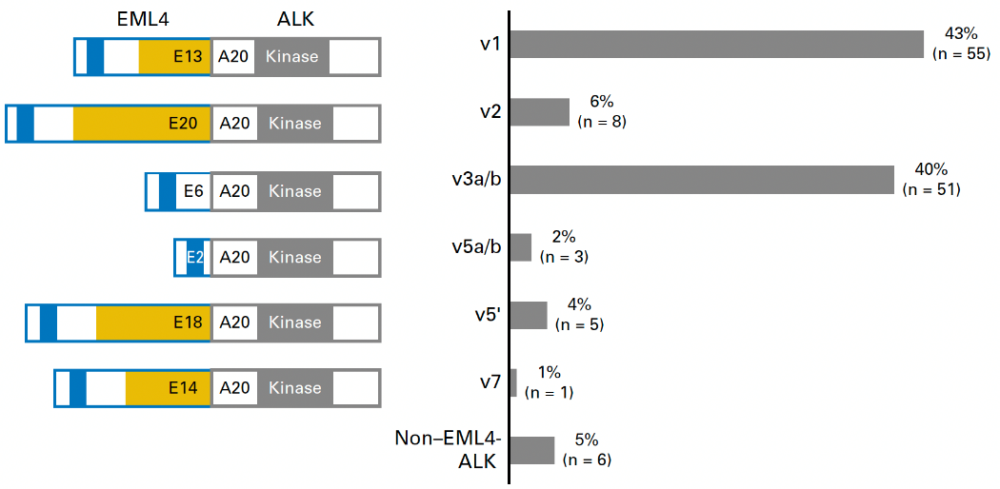 EML4 ALK
E13 A20 Kinase
v1
43%
(n = 55)
E20 A20 Kinase
v2
6%
(n = 8)
E6 A20 Kinase
v3a/b
40%
(n = 51)
E2 A20 Kinase
v5a/b
2%
(n = 3)
E18 A20 Kinase
v5'
4%
(n = 5)
E14 A20 Kinase
v7
1%
(n = 1)
Non–EML4-
ALK
5%
(n = 6)